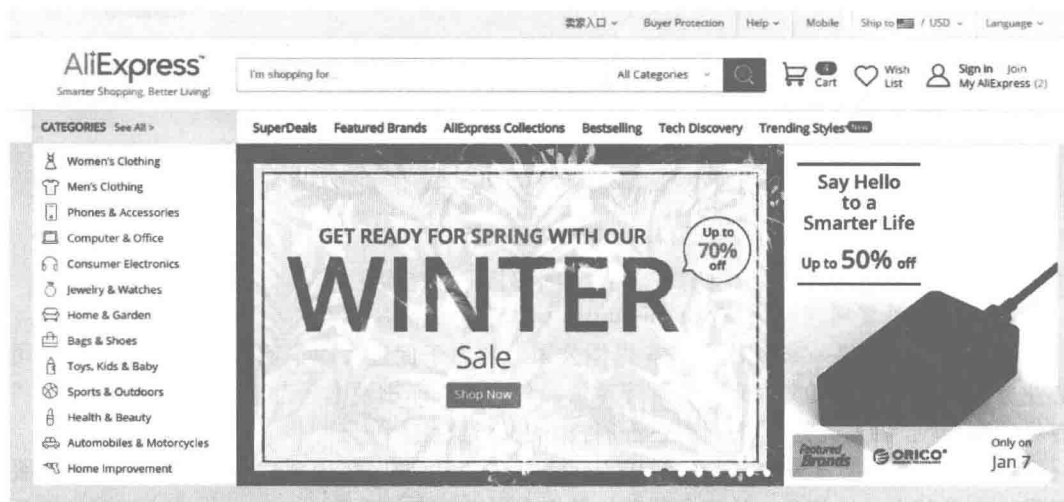 卖家入口 Buyer Protection Help Mobile Ship to / USD Language
AliExpress™
Smarter Shopping, Better Living!
I'm shopping for...
All Categories
Cart
Wish
List
Sign in Join
My AliExpress (2)
CATEGORIES See All >
SuperDeals Featured Brands AliExpress Collections Bestselling Tech Discovery Trending Styles New
Women's Clothing
Men's Clothing
Phones & Accessories
Computer & Office
Consumer Electronics
Jewelry & Watches
Home & Garden
Bags & Shoes
Toys, Kids & Baby
Sports & Outdoors
Health & Beauty
Automobiles & Motorcycles
Home Improvement
GET READY FOR SPRING WITH OUR
WINTER
Sale
Shop Now
Up to
70%
off
Say Hello
to a
Smarter Life
Up to 50% off
Featured
Brands
ORICO
Only on
Jan 7